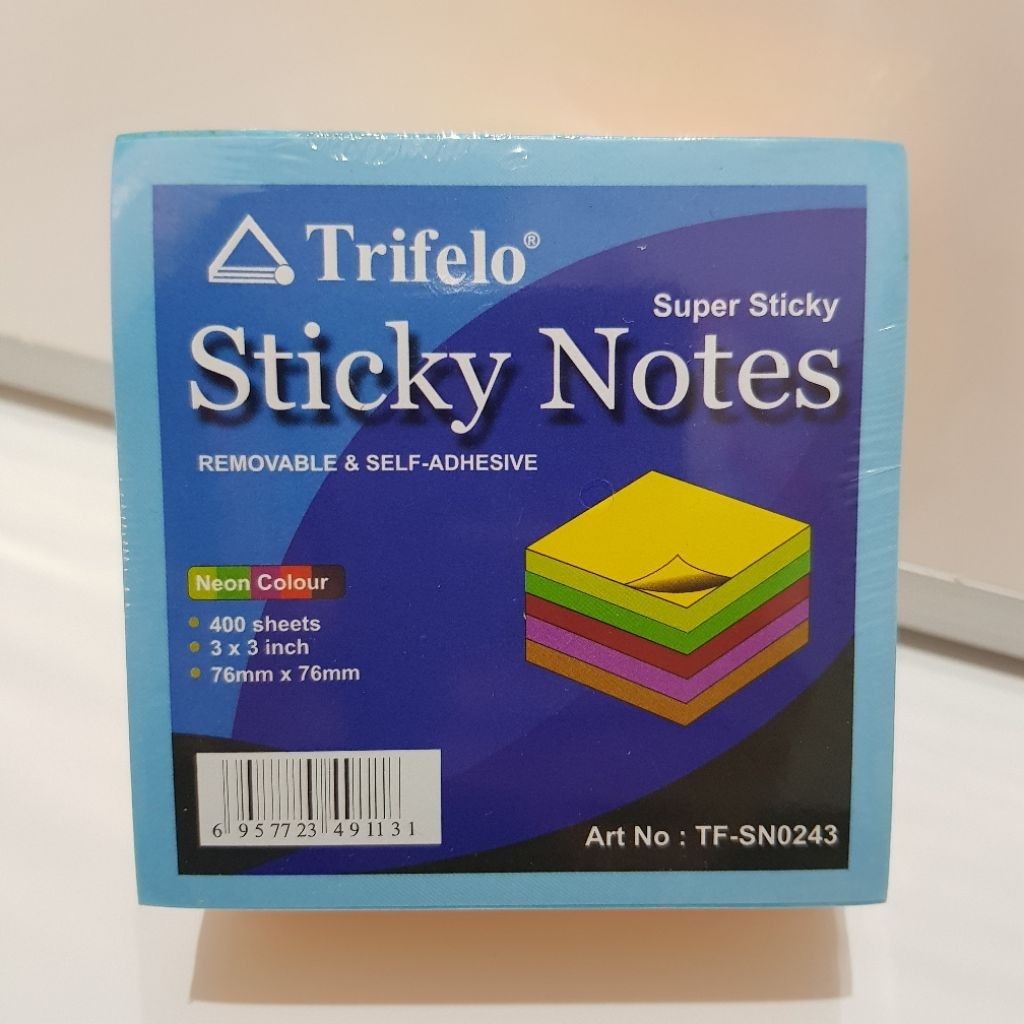 Trifelo®
Super Sticky
Sticky Notes
REMOVABLE & SELF-ADHESIVE
Neon Colour
• 400 sheets
• 3 x 3 inch
• 76mm x 76mm
6 957723 491131
Art No : TF-SN0243